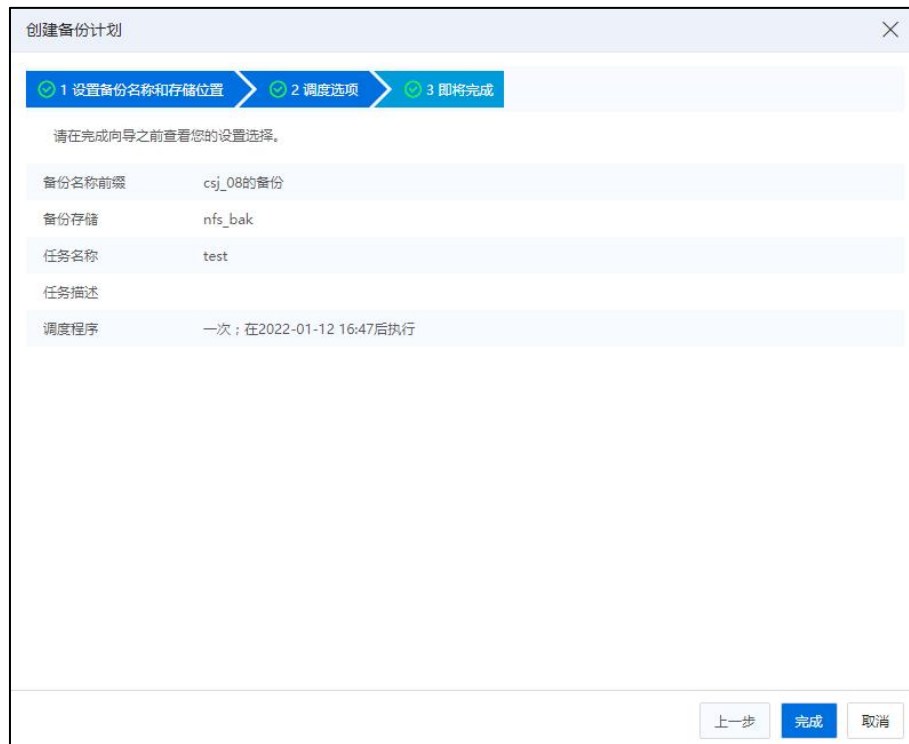 创建备份计划
1 设置备份名称和存储位置 2 调度选项 3 即将完成
请在完成向导之前查看您的设置选择。
备份名称前缀 csj_08的备份
备份存储 nfs_bak
任务名称 test
任务描述
调度程序 一次；在2022-01-12 16:47后执行
上一步 完成 取消